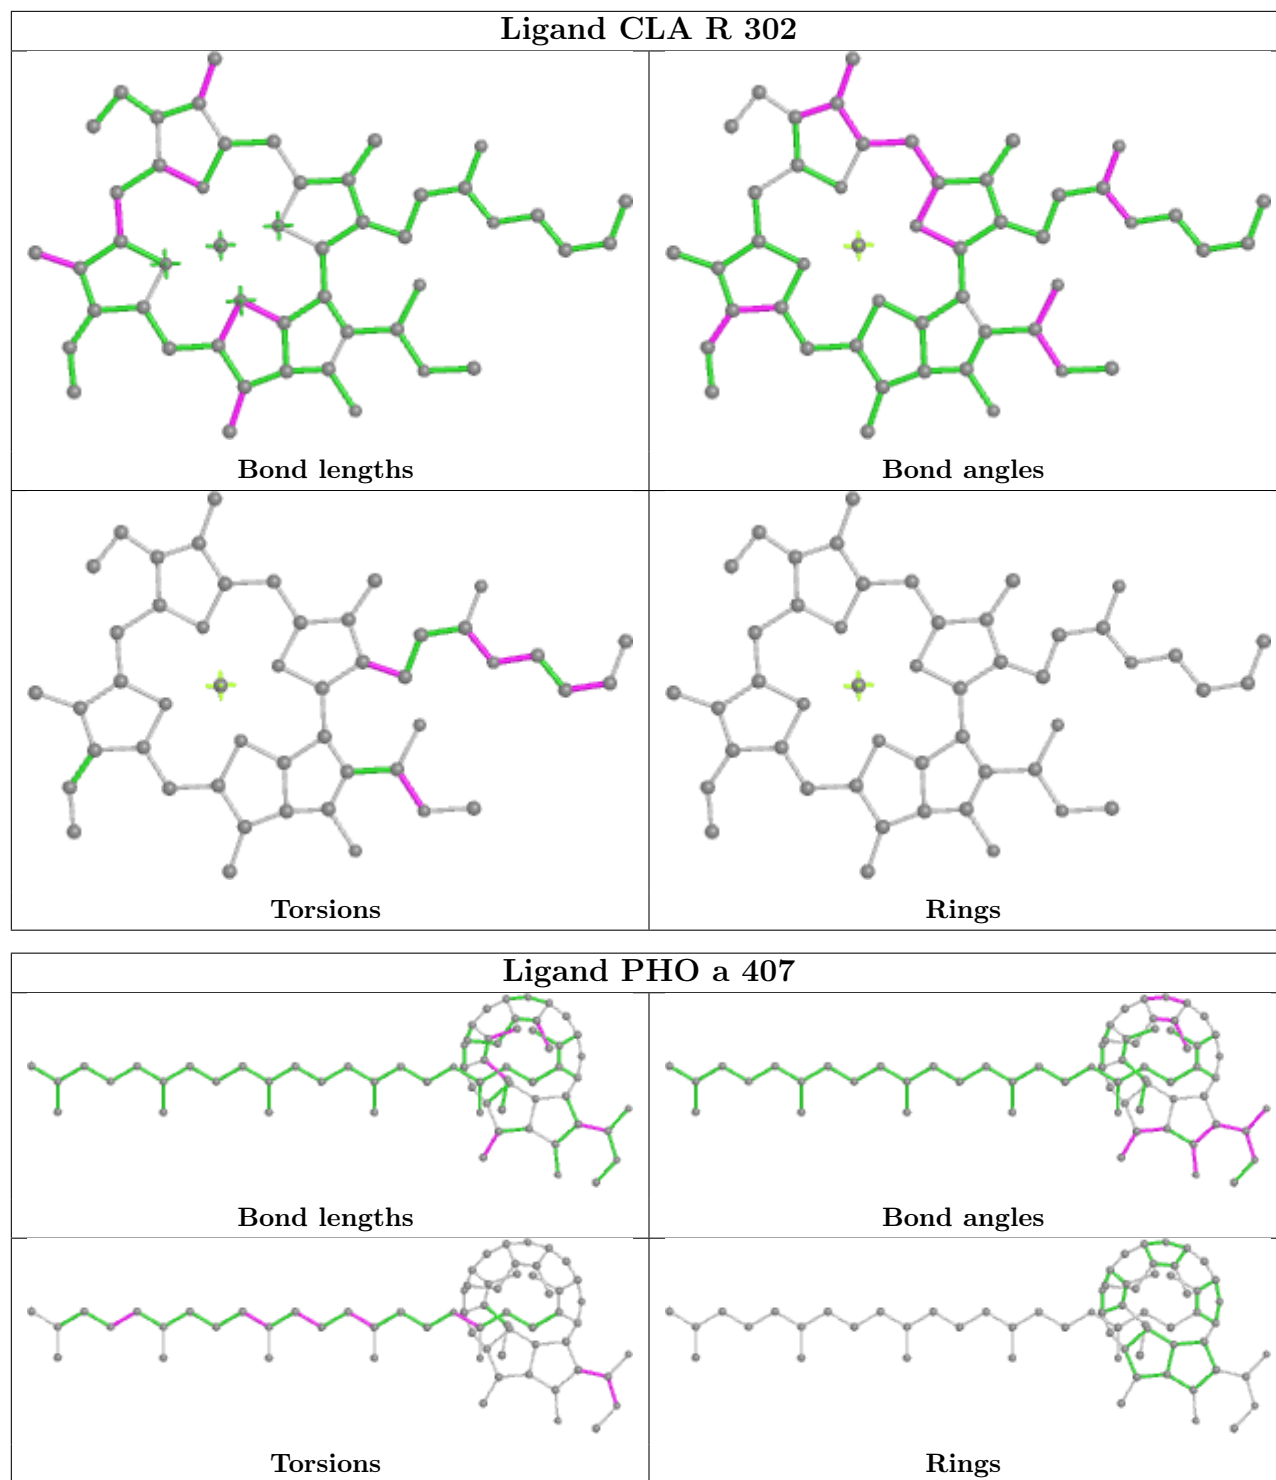 Ligand CLA R 302
Bond lengths
Bond angles
Torsions
Rings
Ligand PHO a 407
Bond lengths
Bond angles
Torsions
Rings